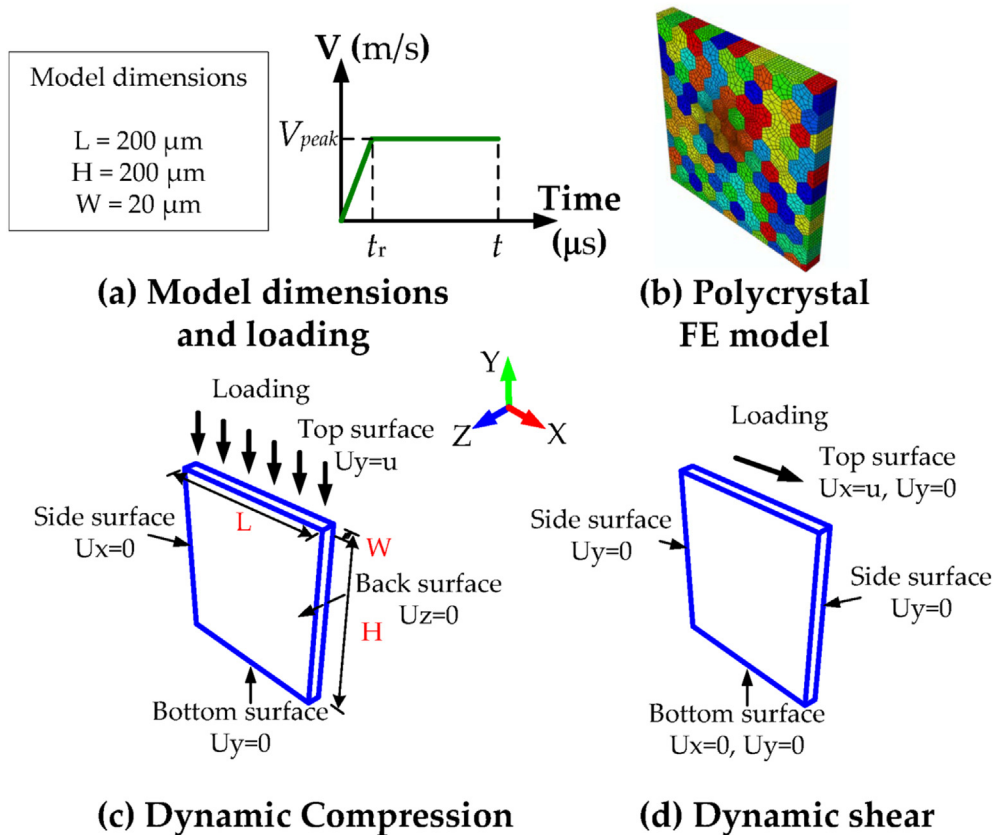 Model dimensions
L = 200 μm
H = 200 μm
W = 20 μm
V (m/s)
Vpeak
tr
t
Time
(μs)
(a) Model dimensions
and loading
(b) Polycrystal
FE model
Loading
Top surface
Uy=u
Side surface
Ux=0
L
W
Back surface
Uz=0
H
Bottom surface
Uy=0
(c) Dynamic Compression
Y
Z
X
Loading
Top surface
Ux=u, Uy=0
Side surface
Uy=0
Side surface
Uy=0
Bottom surface
Ux=0, Uy=0
(d) Dynamic shear